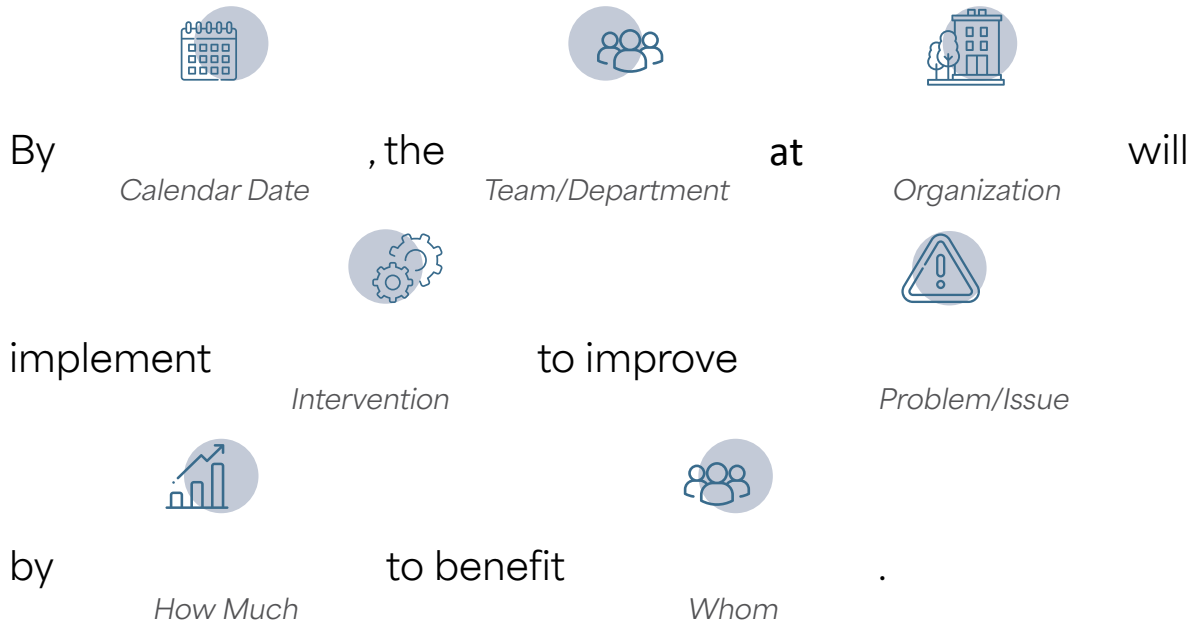 By , the at will
Calendar Date Team/Department Organization
implement to improve
Intervention Problem/Issue
by to benefit .
How Much Whom